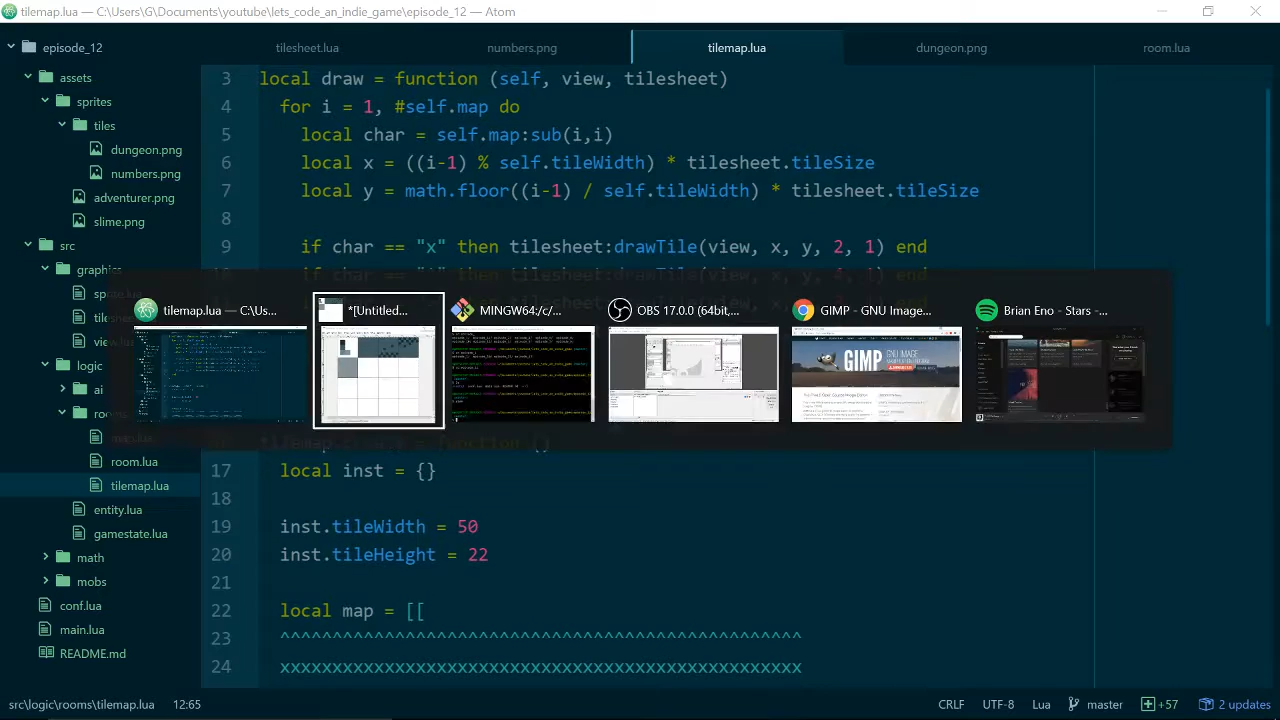 tilemap.lua — C:\Users\G\Documents\youtube\lets_code_an_indie_game\episode_12 — Atom
episode_12
tilesheet.lua
numbers.png
tilemap.lua
dungeon.png
room.lua
assets
sprites
tiles
dungeon.png
numbers.png
adventurer.png
slime.png
src
graphics
logic
ai
room.lua
tilemap.lua
entity.lua
gamestate.lua
math
mobs
conf.lua
main.lua
README.md
3 local draw = function (self, view, tilesheet)
4 for i = 1, #self.map do
5 local char = self.map:sub(i,i)
6 local x = ((i-1) % self.tileWidth) * tilesheet.tileSize
7 local y = math.floor((i-1) / self.tileWidth) * tilesheet.tileSize
8
9 if char == "x" then tilesheet:drawTile(view, x, y, 2, 1) end
tilemap.lua — C:\Us...
*[Untitled...
MINGW64:/c/...
OBS 17.0.0 (64bit,...
GIMP - GNU Image...
Brian Eno - Stars -...
17 local inst = {}
18
19 inst.tileWidth = 50
20 inst.tileHeight = 22
21
22 local map = [[
23 ^^^^^^^^^^^^^^^^^^^^^^^^^^^^^^^^^^^^^^^^^^^^^^^^^^
24 xxxxxxxxxxxxxxxxxxxxxxxxxxxxxxxxxxxxxxxxxxxxxxxxxx
src\logic\rooms\tilemap.lua 12:65
CRLF UTF-8 Lua master +57 2 updates